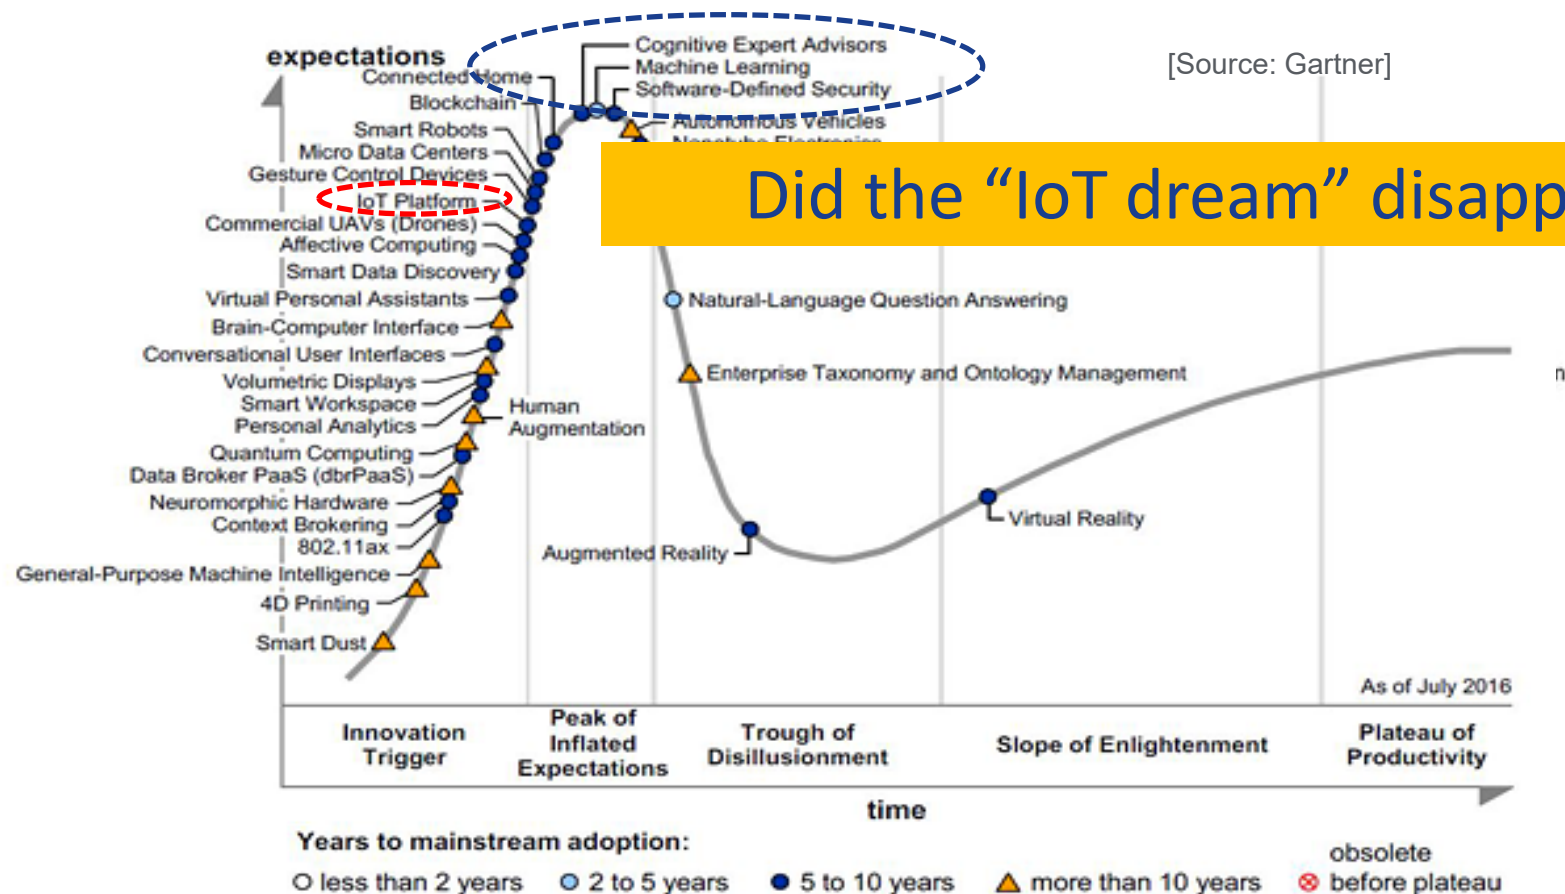 expectations
[Source: Gartner]
Cognitive Expert Advisors
Machine Learning
Software-Defined Security
Autonomous Vehicles
Nanotube Electronics
Connected Home
Blockchain
Smart Robots
Micro Data Centers
Gesture Control Devices
IoT Platform
Commercial UAVs (Drones)
Affective Computing
Smart Data Discovery
Virtual Personal Assistants
Brain-Computer Interface
Conversational User Interfaces
Volumetric Displays
Smart Workspace
Personal Analytics
Quantum Computing
Data Broker PaaS (dbrPaaS)
Neuromorphic Hardware
Context Brokering
802.11ax
General-Purpose Machine Intelligence
4D Printing
Smart Dust
Did the “IoT dream” disapp
Natural-Language Question Answering
Enterprise Taxonomy and Ontology Management
n
Human
Augmentation
Augmented Reality
Virtual Reality
As of July 2016
Innovation
Trigger
Peak of
Inflated
Expectations
Trough of
Disillusionment
Slope of Enlightenment
Plateau of
Productivity
time
Years to mainstream adoption:
less than 2 years
2 to 5 years
5 to 10 years
more than 10 years
obsolete
before plateau